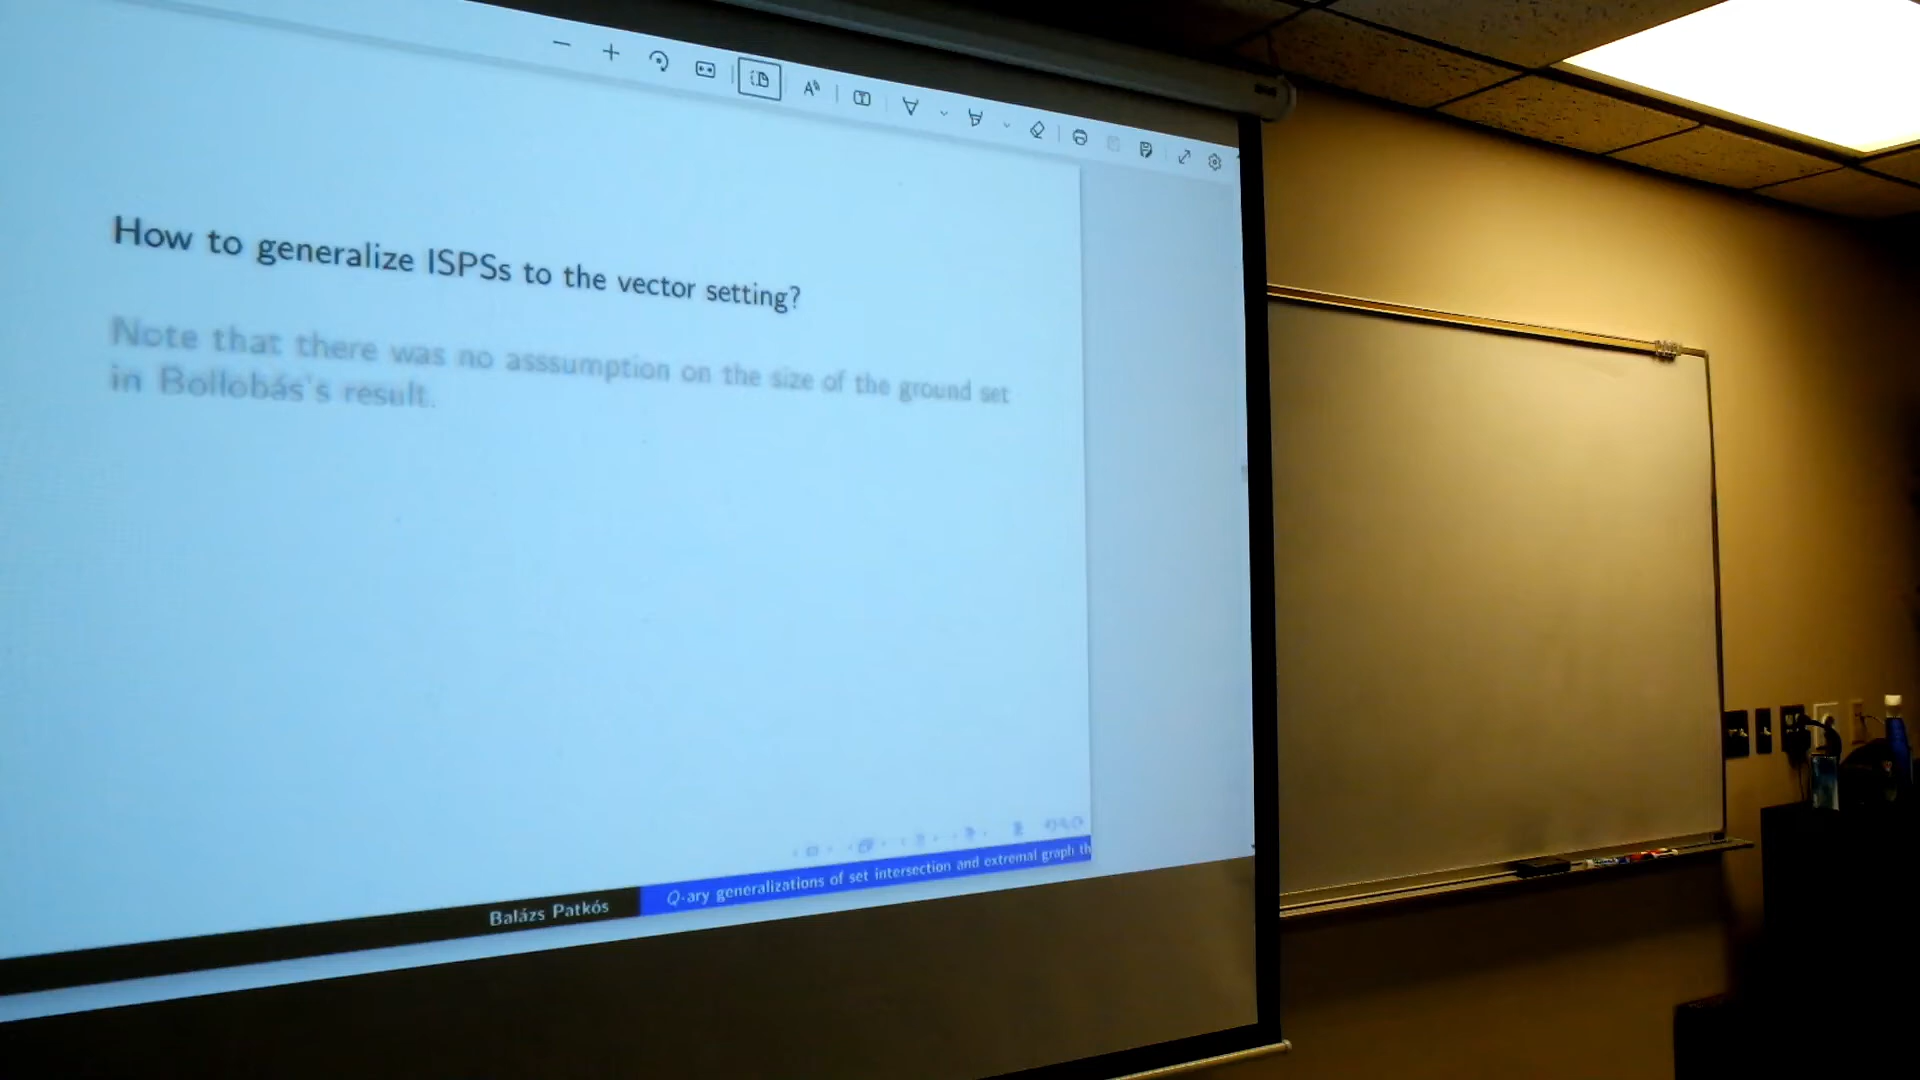 How to generalize ISPSs to the vector setting?
Note that there was no asssumption on the size of the ground set
in Bollobás's result.
Balázs Patkós
Q-ary generalizations of set intersection and extremal graph th